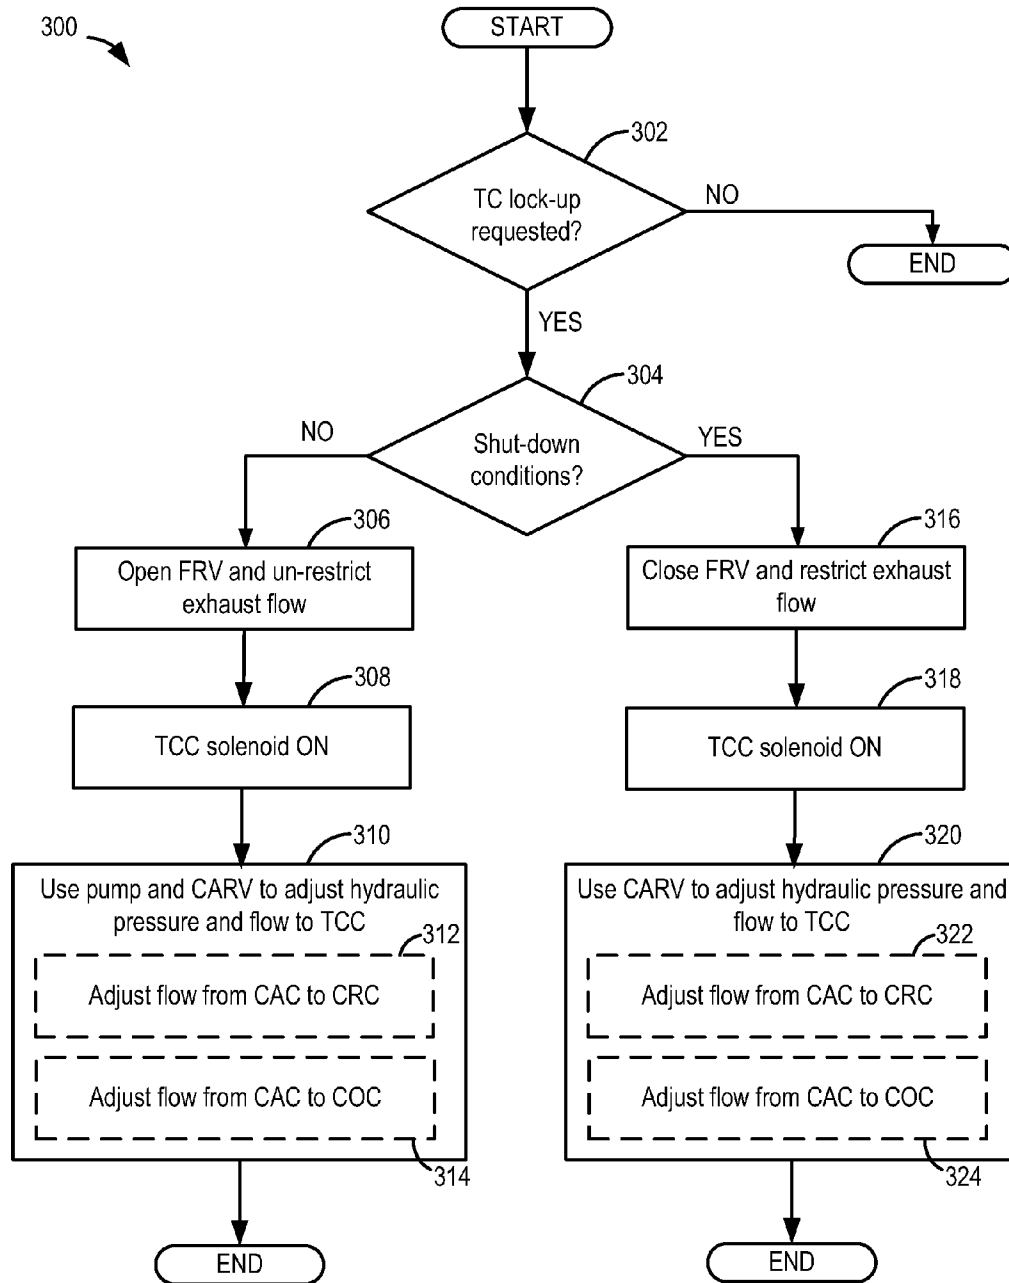 300
START
302
TC lock-up
requested?
NO
END
YES
304
NO
Shut-down
conditions?
YES
306
316
Open FRV and un-restrict
exhaust flow
Close FRV and restrict exhaust
flow
308
318
TCC solenoid ON
TCC solenoid ON
310
320
Use pump and CARV to adjust hydraulic
pressure and flow to TCC
312
Adjust flow from CAC to CRC
Adjust flow from CAC to COC
314
Use CARV to adjust hydraulic pressure and
flow to TCC
322
Adjust flow from CAC to CRC
Adjust flow from CAC to COC
324
END
END